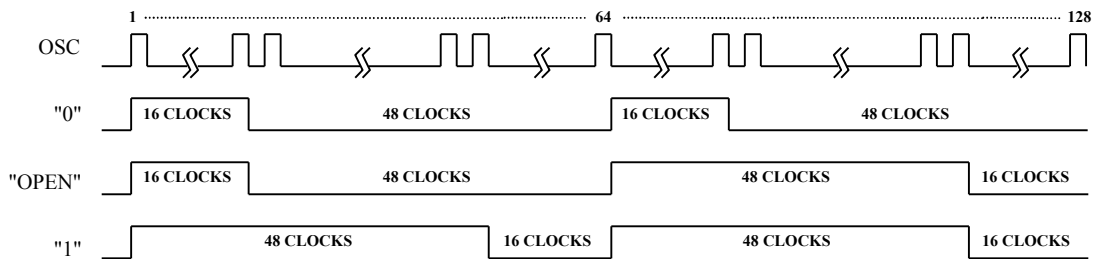 1 64 128
OSC
"0" 16 CLOCKS 48 CLOCKS 16 CLOCKS 48 CLOCKS
"OPEN" 16 CLOCKS 48 CLOCKS 48 CLOCKS 16 CLOCKS
"1" 48 CLOCKS 16 CLOCKS 48 CLOCKS 16 CLOCKS